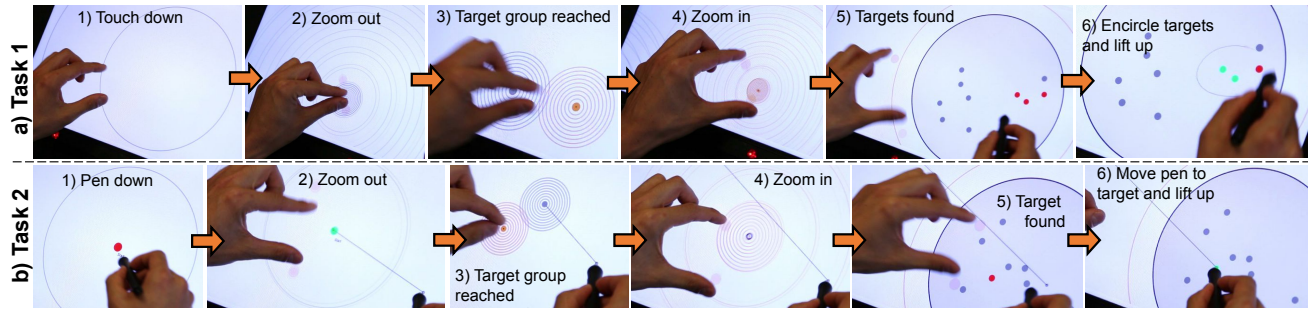 a) Task 1
1) Touch down
2) Zoom out
3) Target group reached
4) Zoom in
5) Targets found
6) Encircle targets
and lift up
b) Task 2
1) Pen down
2) Zoom out
3) Target group
reached
4) Zoom in
5) Target
found
6) Move pen to
target and lift up